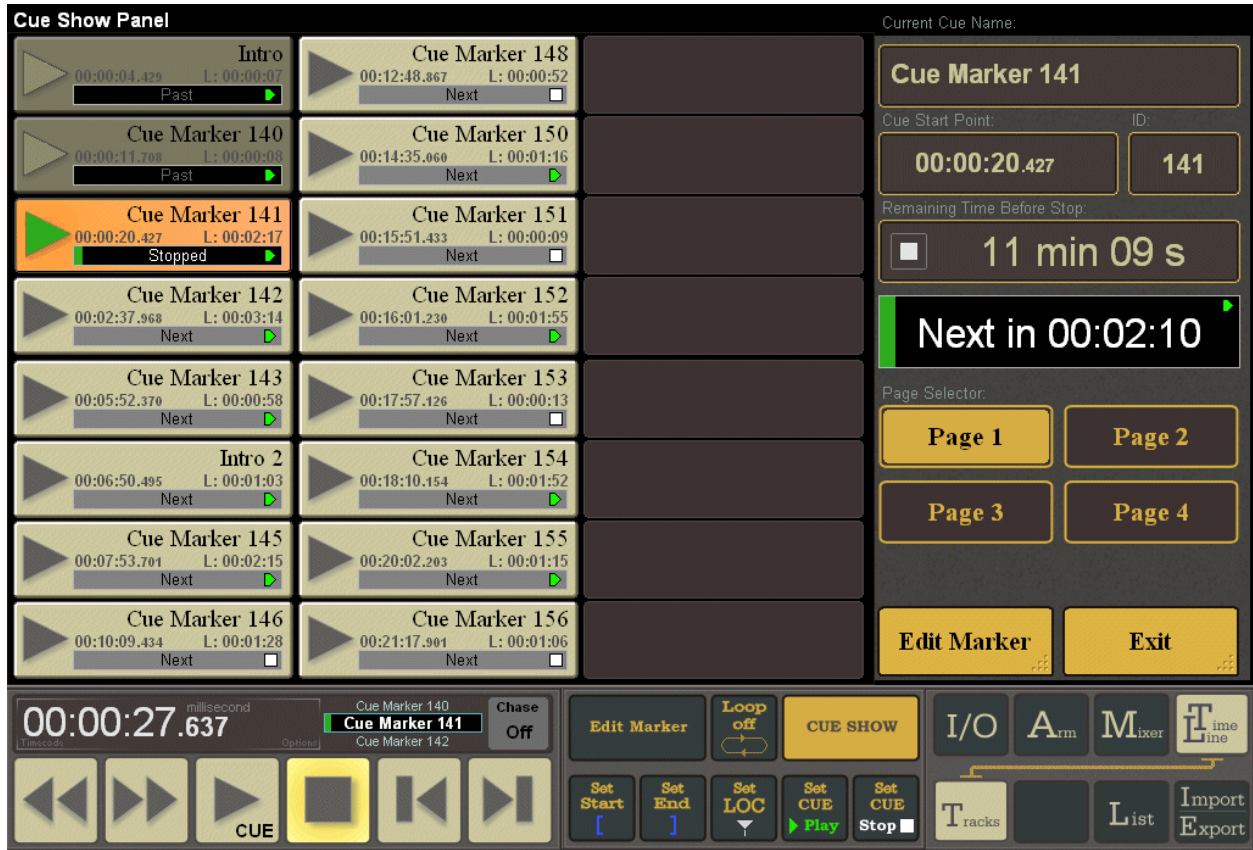 Cue Show Panel
Intro
00:00:04.429 L: 00:00:07
Past
Cue Marker 140
00:00:11.708 L: 00:00:08
Past
Cue Marker 141
00:00:20.427 L: 00:02:17
Stopped
Cue Marker 142
00:02:37.968 L: 00:03:14
Next
Cue Marker 143
00:05:52.370 L: 00:00:58
Next
Intro 2
00:06:50.495 L: 00:01:03
Next
Cue Marker 145
00:07:53.701 L: 00:02:15
Next
Cue Marker 146
00:10:09.434 L: 00:01:28
Next
Cue Marker 148
00:12:48.867 L: 00:00:52
Next
Cue Marker 150
00:14:35.060 L: 00:01:16
Next
Cue Marker 151
00:15:51.433 L: 00:00:09
Next
Cue Marker 152
00:16:01.230 L: 00:01:55
Next
Cue Marker 153
00:17:57.126 L: 00:00:13
Next
Cue Marker 154
00:18:10.154 L: 00:01:52
Next
Cue Marker 155
00:20:02.203 L: 00:01:15
Next
Cue Marker 156
00:21:17.901 L: 00:01:06
Next
Current Cue Name:
Cue Marker 141
Cue Start Point: ID:
00:00:20.427 141
Remaining Time Before Stop:
11 min 09 s
Next in 00:02:10
Page Selector:
Page 1 Page 2
Page 3 Page 4
Edit Marker Exit
00:00:27.637 millisecond
Timecode Options
Cue Marker 140
Cue Marker 141
Cue Marker 142
Chase
Off
CUE
Edit Marker
Loop
off
CUE SHOW
Set
Start
[
Set
End
]
Set
LOC
Set
CUE
Play
Set
CUE
Stop
I/O
Arm
Mixer
Time
Line
Tracks
List
Import
Export